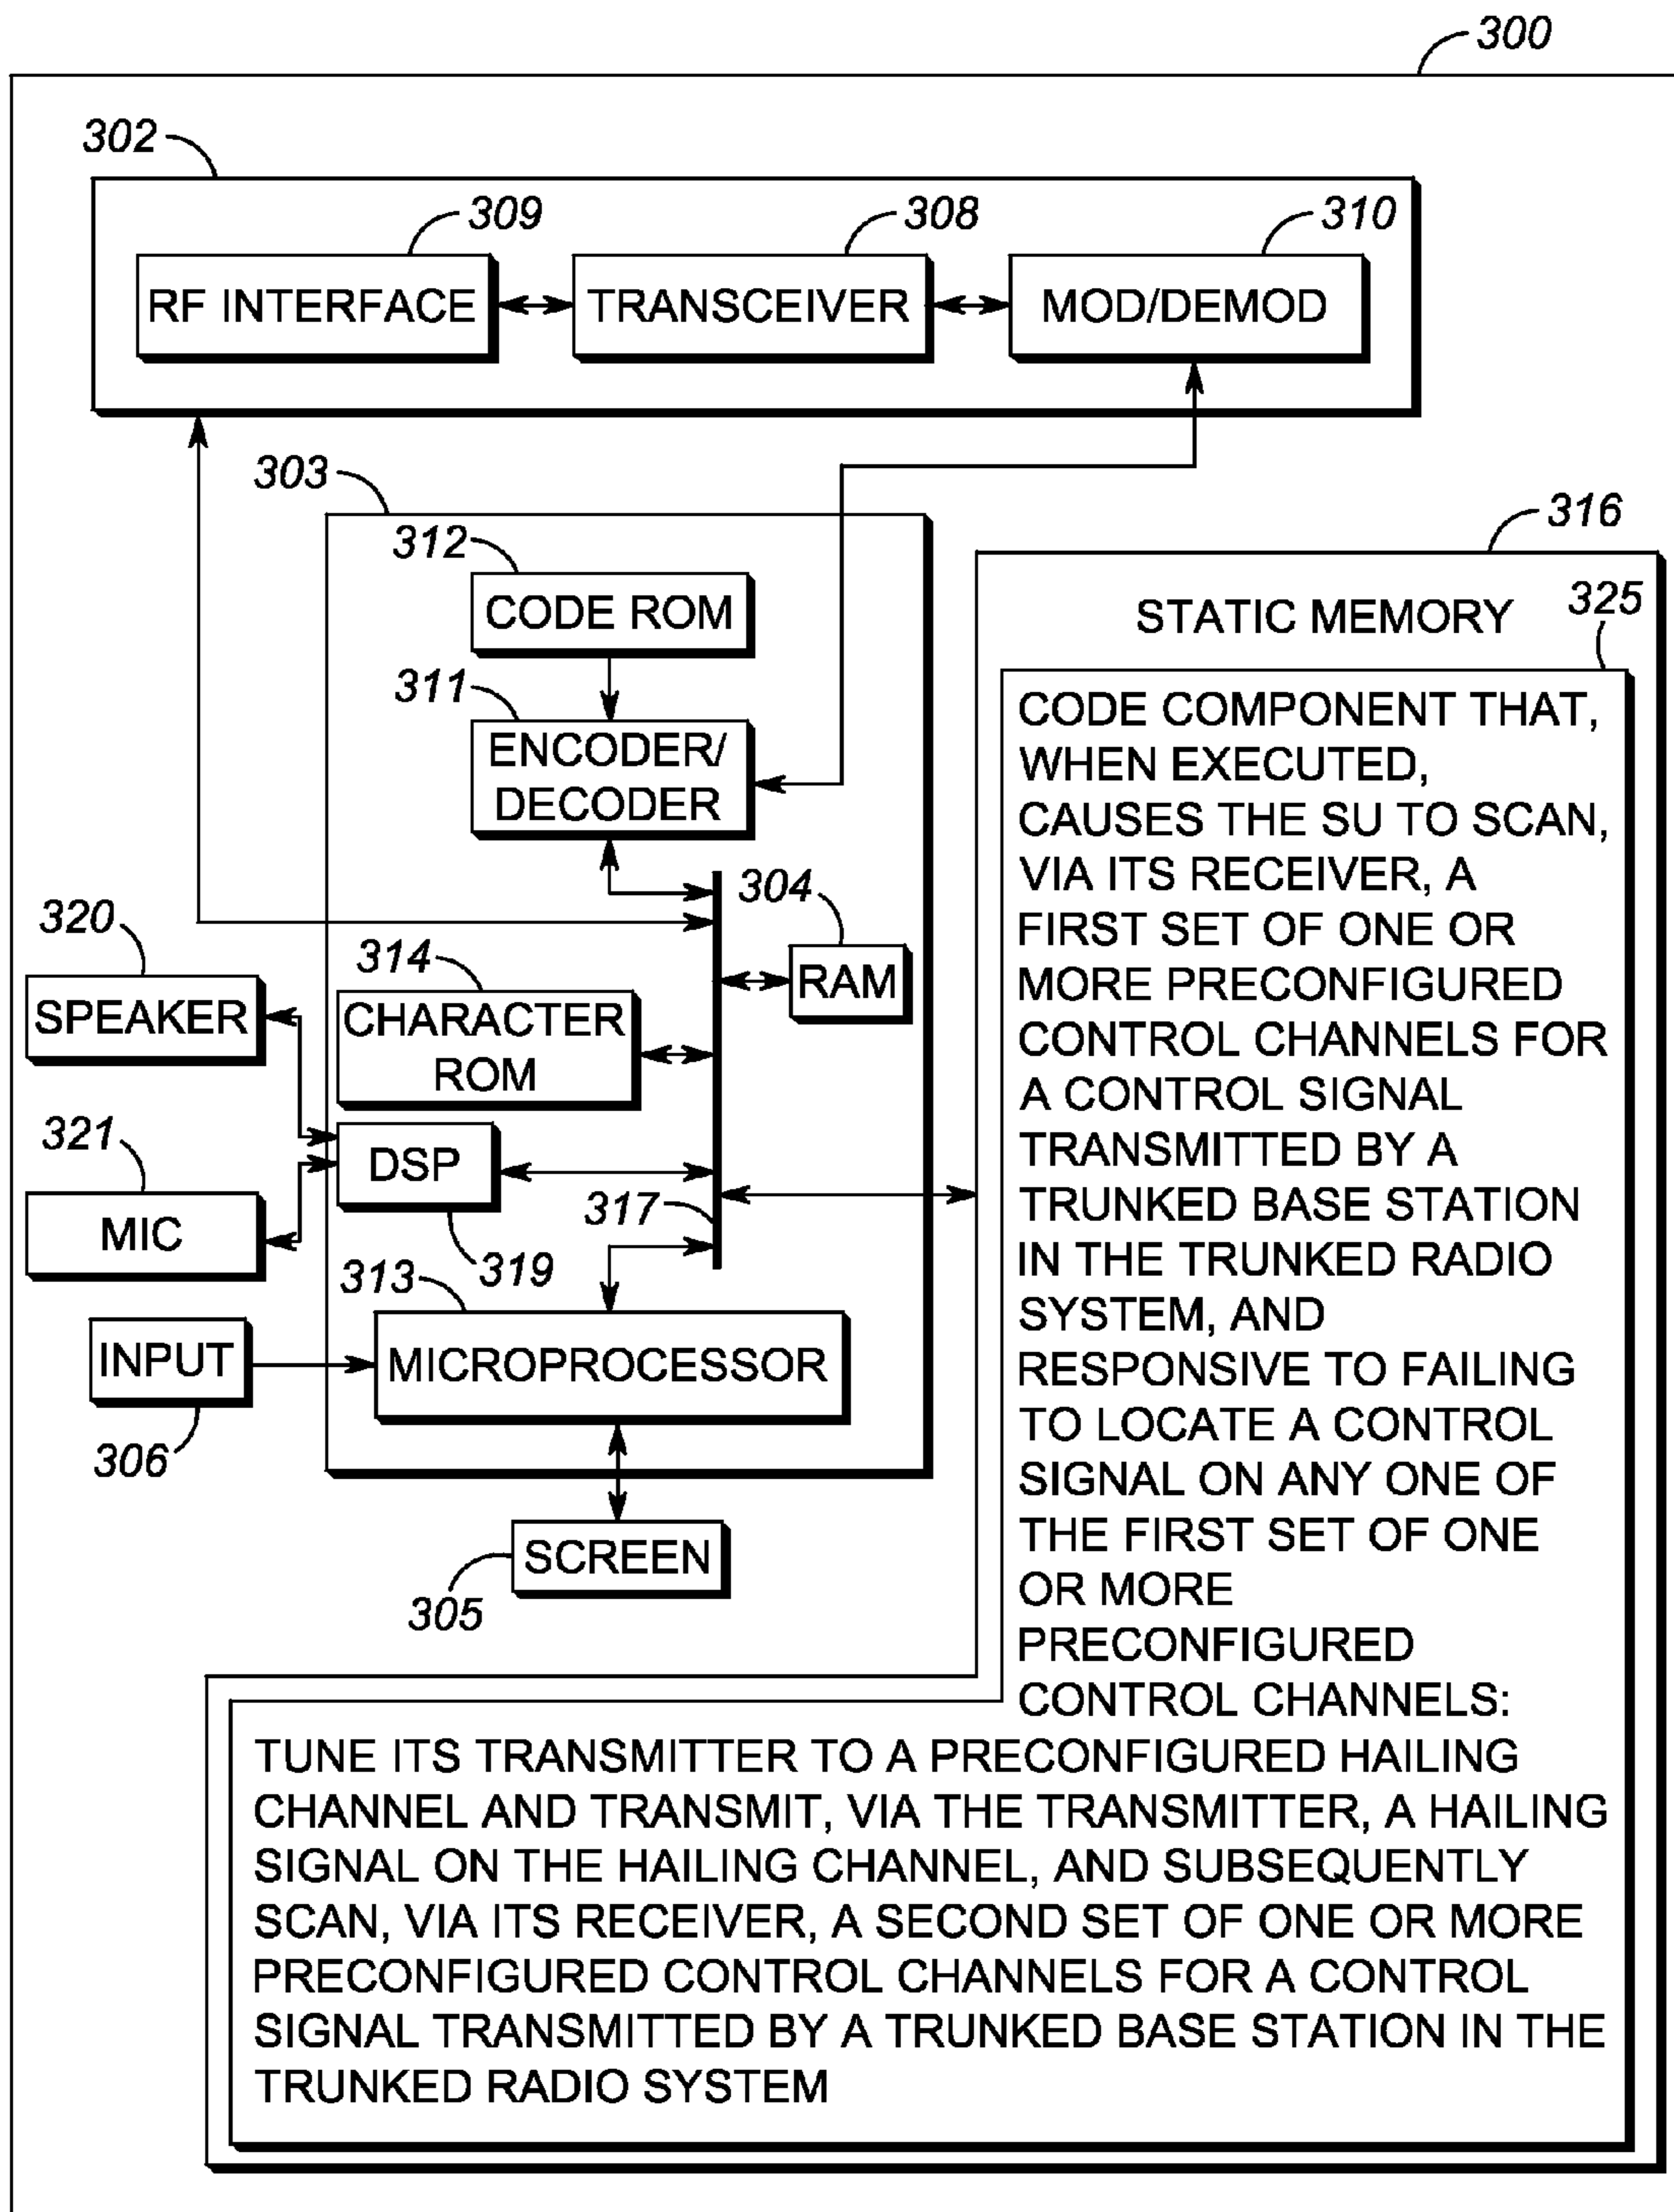 300
302
309
308
310
RF INTERFACE
TRANSCEIVER
MOD/DEMOD
303
316
312
CODE ROM
325
STATIC MEMORY
311
ENCODER/
DECODER
304
RAM
320
SPEAKER
314
CHARACTER
ROM
321
MIC
DSP
317
319
313
INPUT
MICROPROCESSOR
306
SCREEN
305
CODE COMPONENT THAT,
WHEN EXECUTED,
CAUSES THE SU TO SCAN,
VIA ITS RECEIVER, A
FIRST SET OF ONE OR
MORE PRECONFIGURED
CONTROL CHANNELS FOR
A CONTROL SIGNAL
TRANSMITTED BY A
TRUNKED BASE STATION
IN THE TRUNKED RADIO
SYSTEM, AND
RESPONSIVE TO FAILING
TO LOCATE A CONTROL
SIGNAL ON ANY ONE OF
THE FIRST SET OF ONE
OR MORE
PRECONFIGURED
CONTROL CHANNELS:
TUNE ITS TRANSMITTER TO A PRECONFIGURED HAILING
CHANNEL AND TRANSMIT, VIA THE TRANSMITTER, A HAILING
SIGNAL ON THE HAILING CHANNEL, AND SUBSEQUENTLY
SCAN, VIA ITS RECEIVER, A SECOND SET OF ONE OR MORE
PRECONFIGURED CONTROL CHANNELS FOR A CONTROL
SIGNAL TRANSMITTED BY A TRUNKED BASE STATION IN THE
TRUNKED RADIO SYSTEM